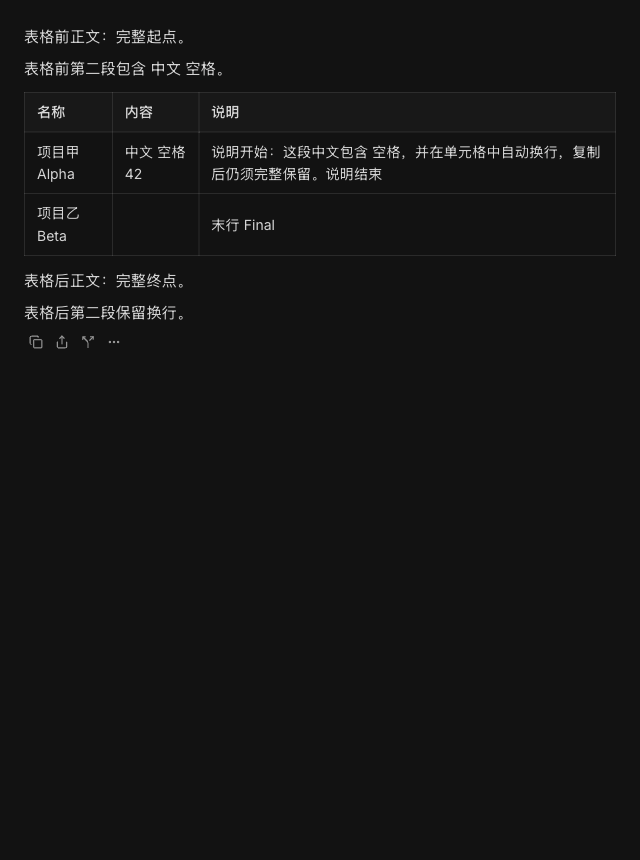 表格前正文：完整起点。
表格前第二段包含 中文 空格。
名称 内容 说明
项目甲 Alpha 中文 空格 42 说明开始：这段中文包含 空格，并在单元格中自动换行，复制
后仍须完整保留。说明结束
项目乙 Beta 末行 Final
表格后正文：完整终点。
表格后第二段保留换行。